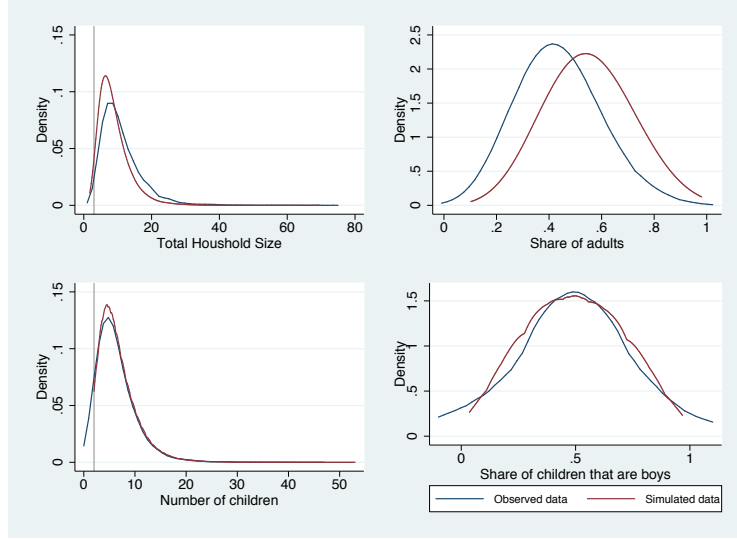 Density
0 .05 .1 .15
0 20 40 60 80
Total Houshold Size
Density
0 .5 1 1.5 2 2.5
0 .2 .4 .6 .8 1
Share of adults
Density
0 .05 .1 .15
0 10 20 30 40 50
Number of children
Density
0 .5 1 1.5
0 .5 1
Share of children that are boys
Observed data Simulated data